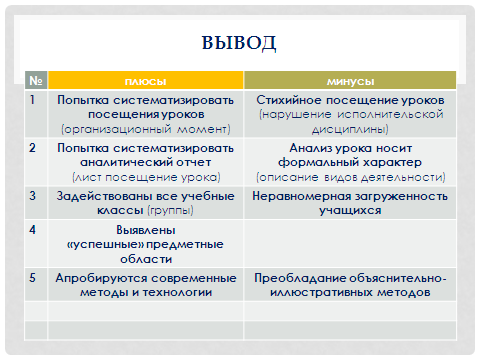 ВЫВОД
№ плюсы минусы
1 Попытка систематизировать Стихийное посещение уроков
посещения уроков (нарушение исполнительской
(организационный момент) дисциплины)
2 Попытка систематизировать Анализ урока носит
аналитический отчет формальный характер
(лист посещение урока) (описание видов деятельности)
3 Задействованы все учебные Неравномерная загруженность
классы (группы) учащихся
4 Выявлены
«успешные» предметные
области
5 Апробируются современные Преобладание объяснительно-
методы и технологии иллюстративных методов